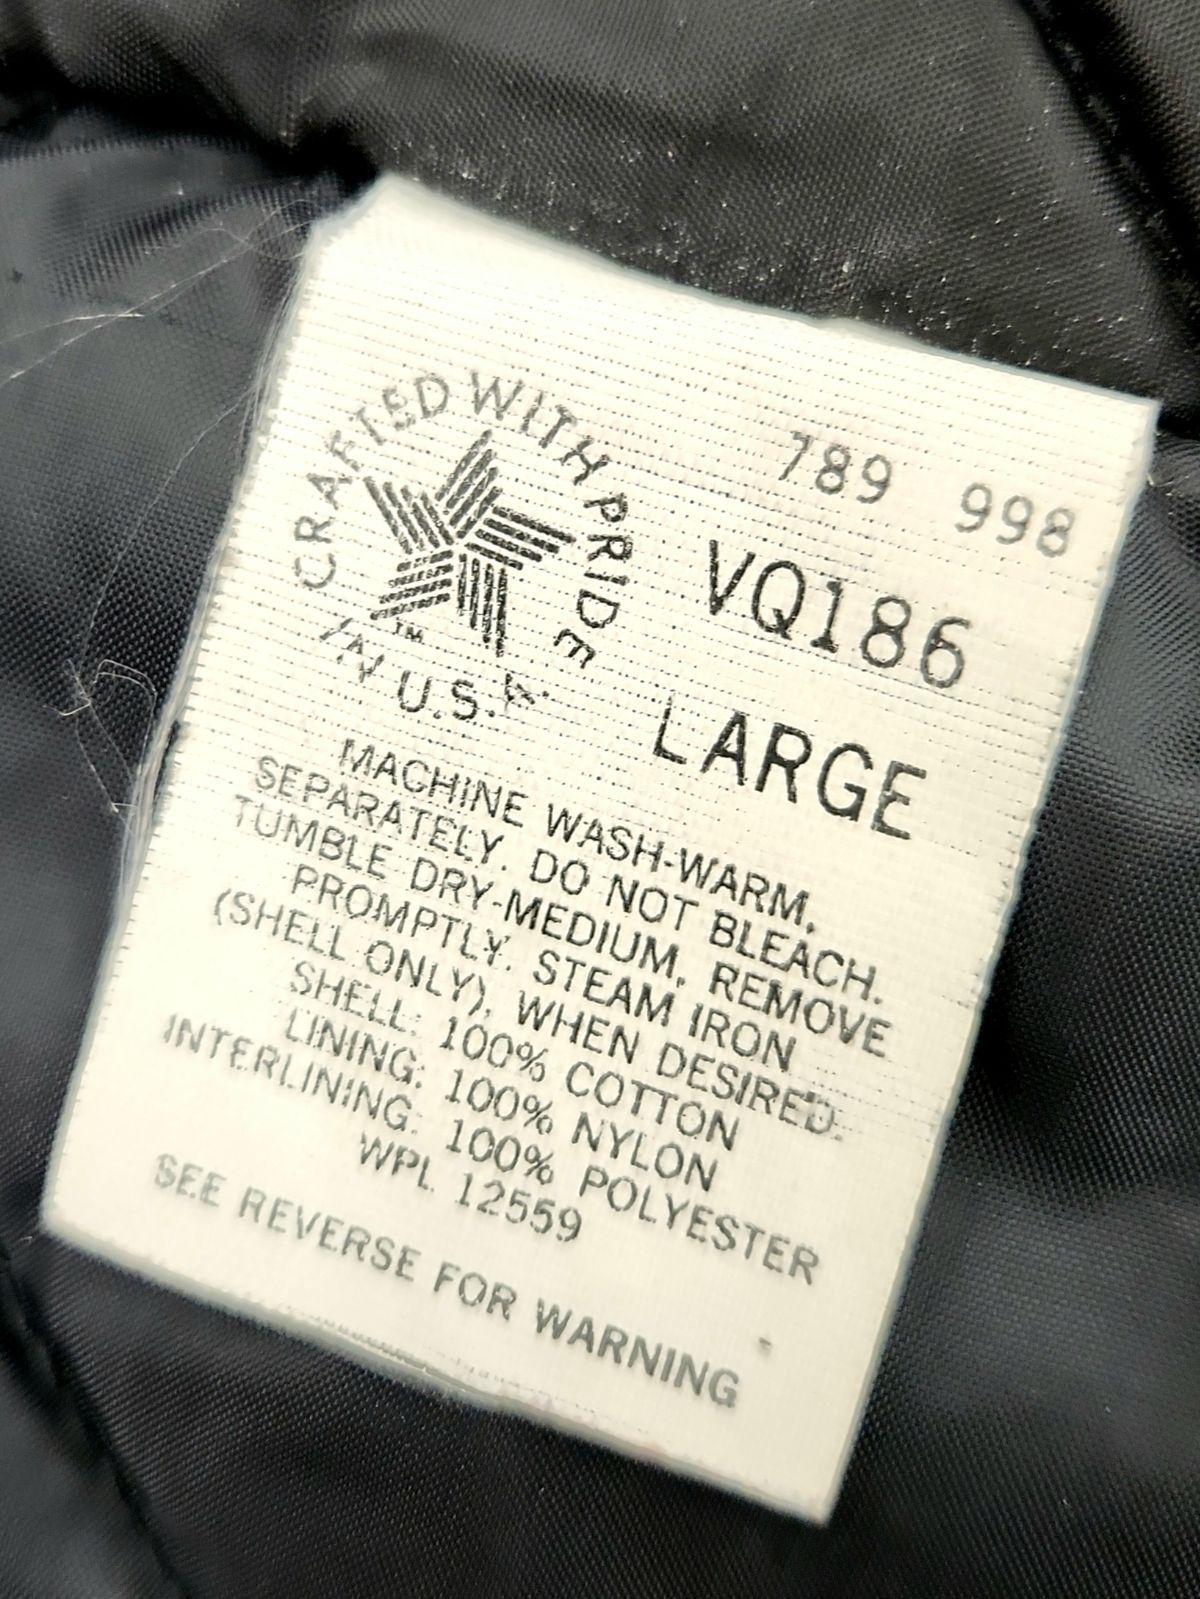 CRAFTED WITH PRIDE
IN U.S.A.
TM
789 998
VQ186
LARGE
MACHINE WASH-WARM,
SEPARATELY. DO NOT BLEACH.
TUMBLE DRY-MEDIUM. REMOVE
PROMPTLY. STEAM IRON
(SHELL ONLY), WHEN DESIRED.
SHELL: 100% COTTON
LINING: 100% NYLON
INTERLINING: 100% POLYESTER
WPL 12559
SEE REVERSE FOR WARNING